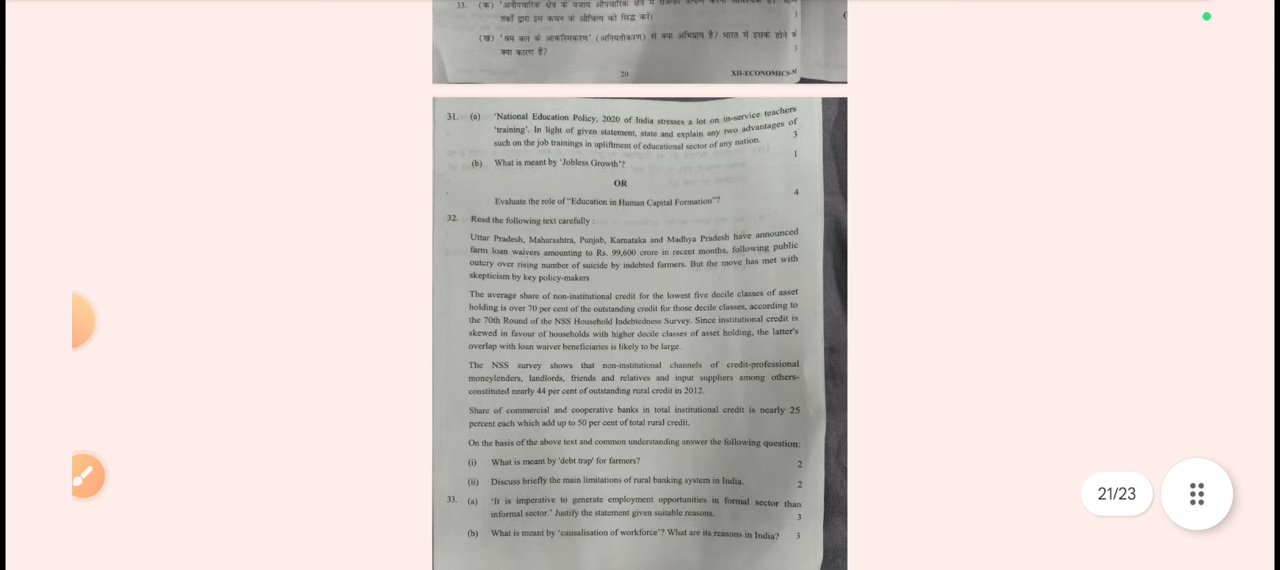 33. (क) 'अनौपचारिक क्षेत्र के बजाय औपचारिक क्षेत्र में
तर्कों द्वारा इस कथन के औचित्य को सिद्ध करें। 3
(ख) 'श्रम बल के आकस्मिकरण' (अनियतीकरण) से क्या अभिप्राय है? भारत में इसके होने के
क्या कारण हैं? 3
20 XII-ECONOMICS-M
31. (a) 'National Education Policy, 2020 of India stresses a lot on in-service teachers
'training'. In light of given statement, state and explain any two advantages of
such on the job trainings in upliftment of educational sector of any nation. 3
(b) What is meant by 'Jobless Growth'? 1
OR
Evaluate the role of "Education in Human Capital Formation"? 4
32. Read the following text carefully :
Uttar Pradesh, Maharashtra, Punjab, Karnataka and Madhya Pradesh have announced
farm loan waivers amounting to Rs. 99,600 crore in recent months, following public
outcry over rising number of suicide by indebted farmers. But the move has met with
skepticism by key policy-makers
The average share of non-institutional credit for the lowest five decile classes of asset
holding is over 70 per cent of the outstanding credit for those decile classes, according to
the 70th Round of the NSS Household Indebtedness Survey. Since institutional credit is
skewed in favour of households with higher decile classes of asset holding, the latter's
overlap with loan waiver beneficiaries is likely to be large.
The NSS survey shows that non-institutional channels of credit-professional
moneylenders, landlords, friends and relatives and input suppliers among others-
constituted nearly 44 per cent of outstanding rural credit in 2012.
Share of commercial and cooperative banks in total institutional credit is nearly 25
percent each which add up to 50 per cent of total rural credit.
On the basis of the above text and common understanding answer the following question:
(i) What is meant by 'debt trap' for farmers? 2
(ii) Discuss briefly the main limitations of rural banking system in India. 2
33. (a) 'It is imperative to generate employment opportunities in formal sector than
informal sector.' Justify the statement given suitable reasons. 3
(b) What is meant by 'causalisation of workforce'? What are its reasons in India? 3
21/23